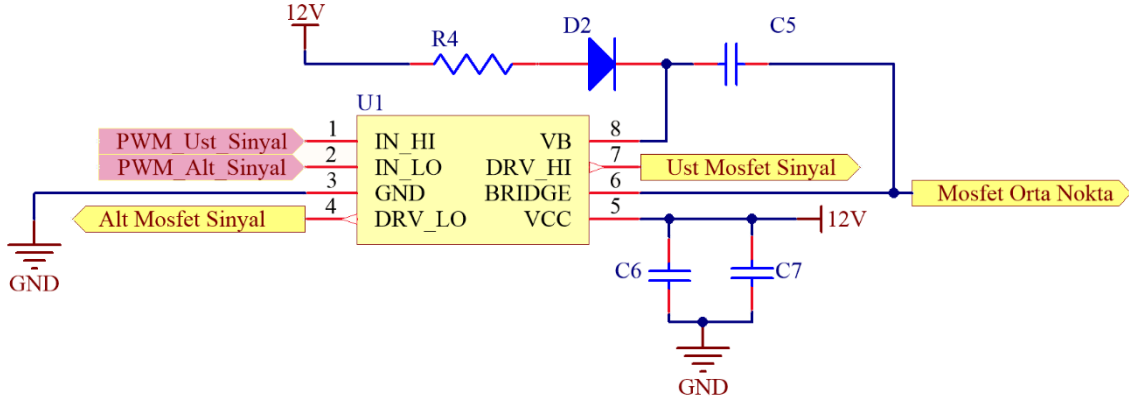 12V
R4
D2
C5
U1
PWM_Ust_Sinyal
1
IN_HI
VB
8
PWM_Alt_Sinyal
2
IN_LO
DRV_HI
7
Ust Mosfet Sinyal
3
GND
BRIDGE
6
Mosfet Orta Nokta
Alt Mosfet Sinyal
4
DRV_LO
VCC
5
12V
GND
C6
C7
GND